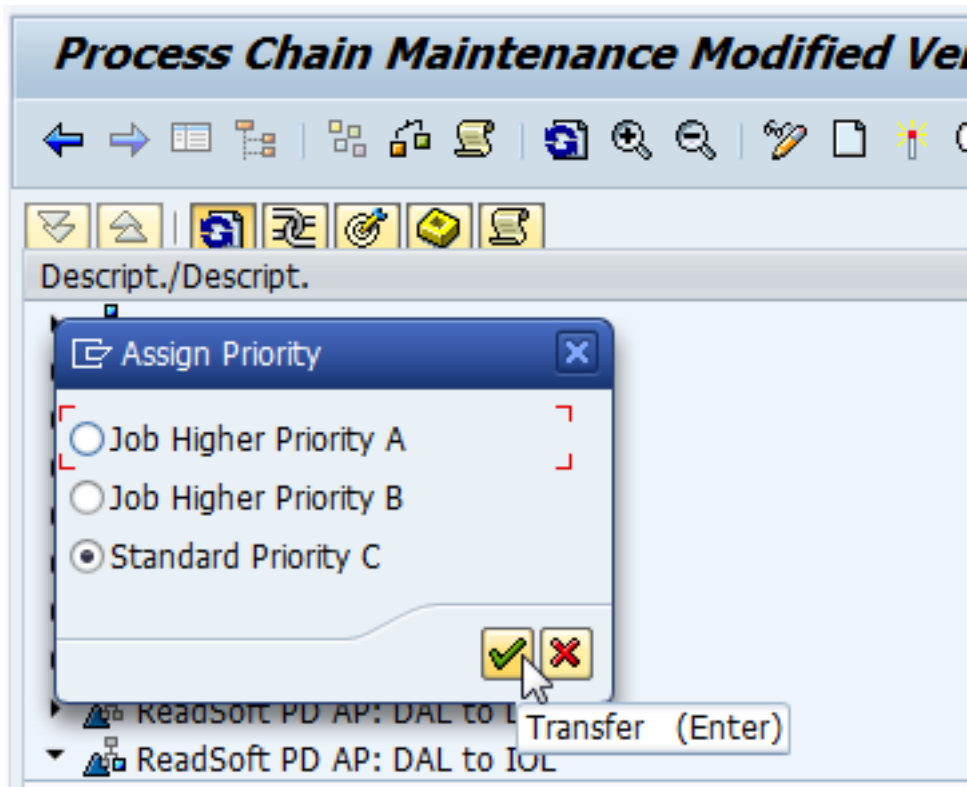 Process Chain Maintenance Modified Ver
Descript./Descript.
Assign Priority
Job Higher Priority A
Job Higher Priority B
Standard Priority C
ReadSoft PD AP: DAL to
Transfer (Enter)
ReadSoft PD AP: DAL to IOL